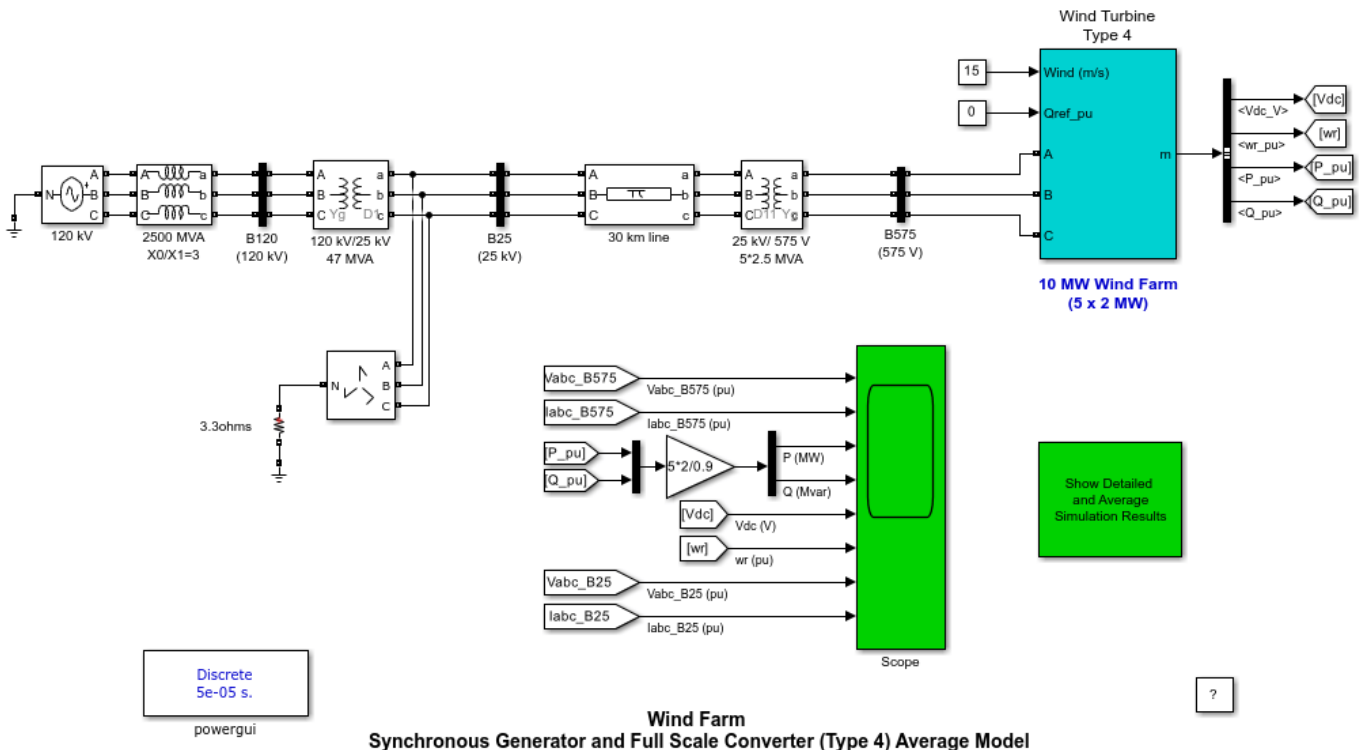 Wind Turbine
Type 4
15
Wind (m/s)
0
Qref_pu
A
B
C
m
<Vdc_V>
[Vdc]
<wr_pu>
[wr]
<P_pu>
[P_pu]
<Q_pu>
[Q_pu]
10 MW Wind Farm
(5 x 2 MW)
N
A
B
C
120 kV
A
B
C
a
b
c
2500 MVA
X0/X1=3
B120
(120 kV)
A
B
C
a
b
c
Yg
D1
120 kV/25 kV
47 MVA
B25
(25 kV)
A
B
C
a
b
c
30 km line
A
B
C
a
b
c
D11
Yg
25 kV/ 575 V
5*2.5 MVA
B575
(575 V)
N
A
B
C
3.3ohms
Vabc_B575
Vabc_B575 (pu)
Iabc_B575
Iabc_B575 (pu)
[P_pu]
[Q_pu]
5*2/0.9
P (MW)
Q (Mvar)
[Vdc]
Vdc (V)
[wr]
wr (pu)
Vabc_B25
Vabc_B25 (pu)
Iabc_B25
Iabc_B25 (pu)
Scope
Show Detailed
and Average
Simulation Results
Discrete
5e-05 s.
powergui
?
Wind Farm
Synchronous Generator and Full Scale Converter (Type 4) Average Model